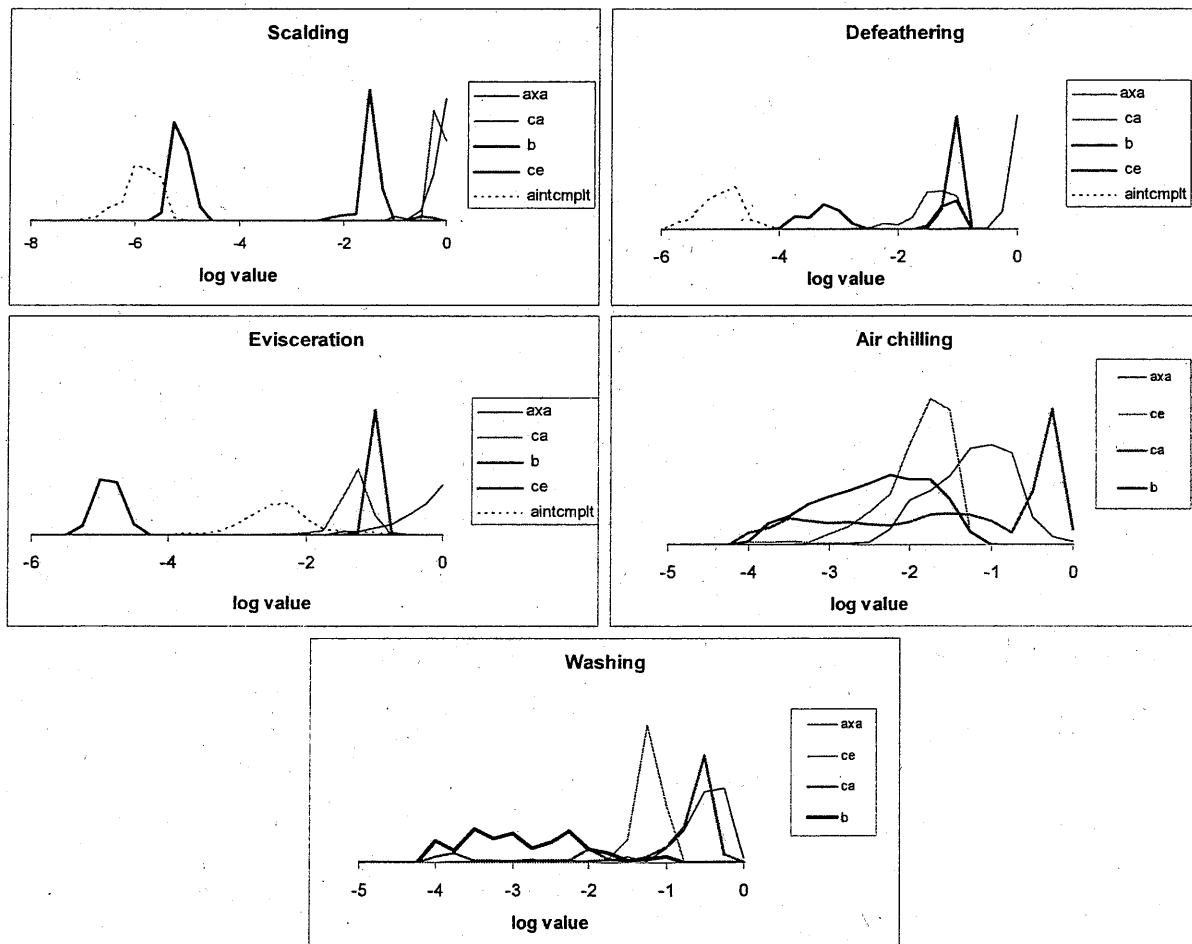 Scalding
axa
ca
b
ce
aintcmplt
-8 -6 -4 -2 0
log value
Defeathering
axa
ca
b
ce
aintcmplt
-6 -4 -2 0
log value
Evisceration
axa
ca
b
ce
aintcmplt
-6 -4 -2 0
log value
Air chilling
axa
ce
ca
b
-5 -4 -3 -2 -1 0
log value
Washing
axa
ce
ca
b
-5 -4 -3 -2 -1 0
log value